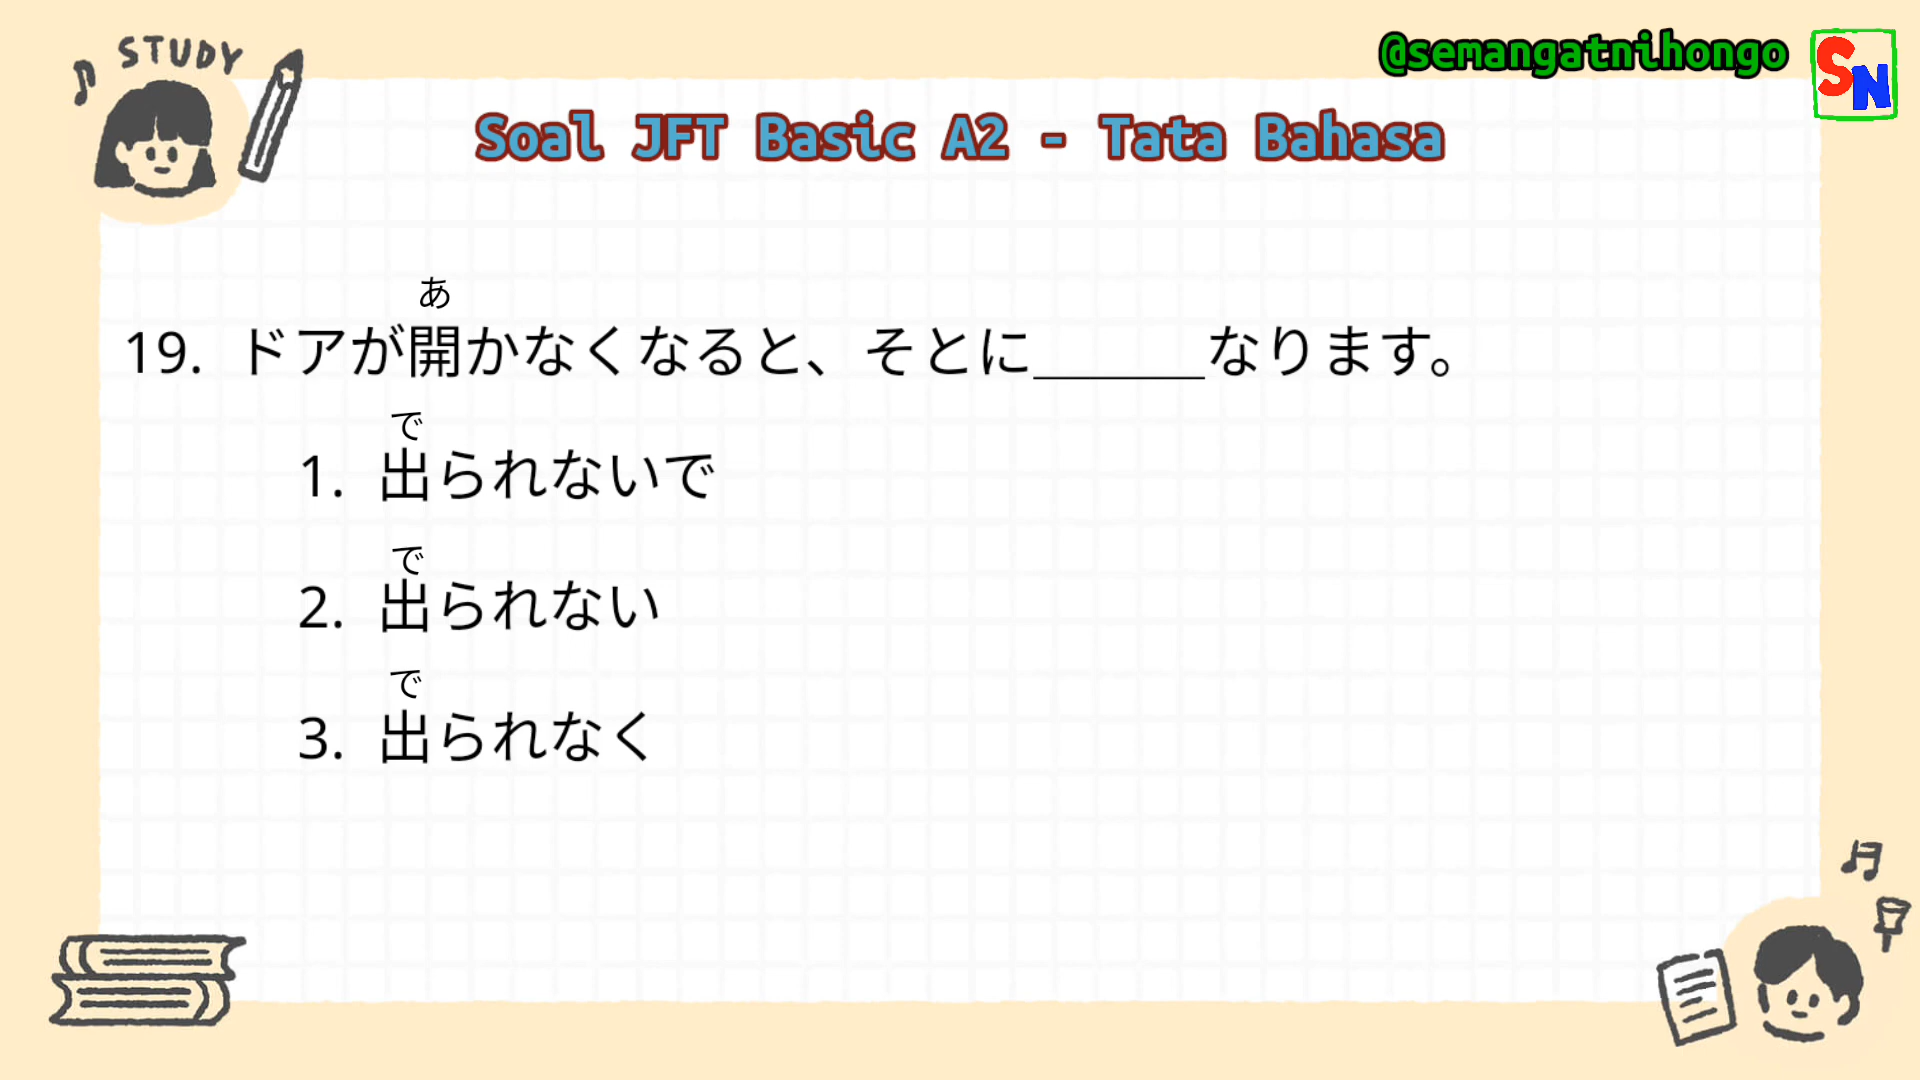 STUDY
@semangatnihongo
SN
Soal JFT Basic A2 - Tata Bahasa
あ
19. ドアが開かなくなると、そとに______なります。
で
1. 出られないで
で
2. 出られない
で
3. 出られなく